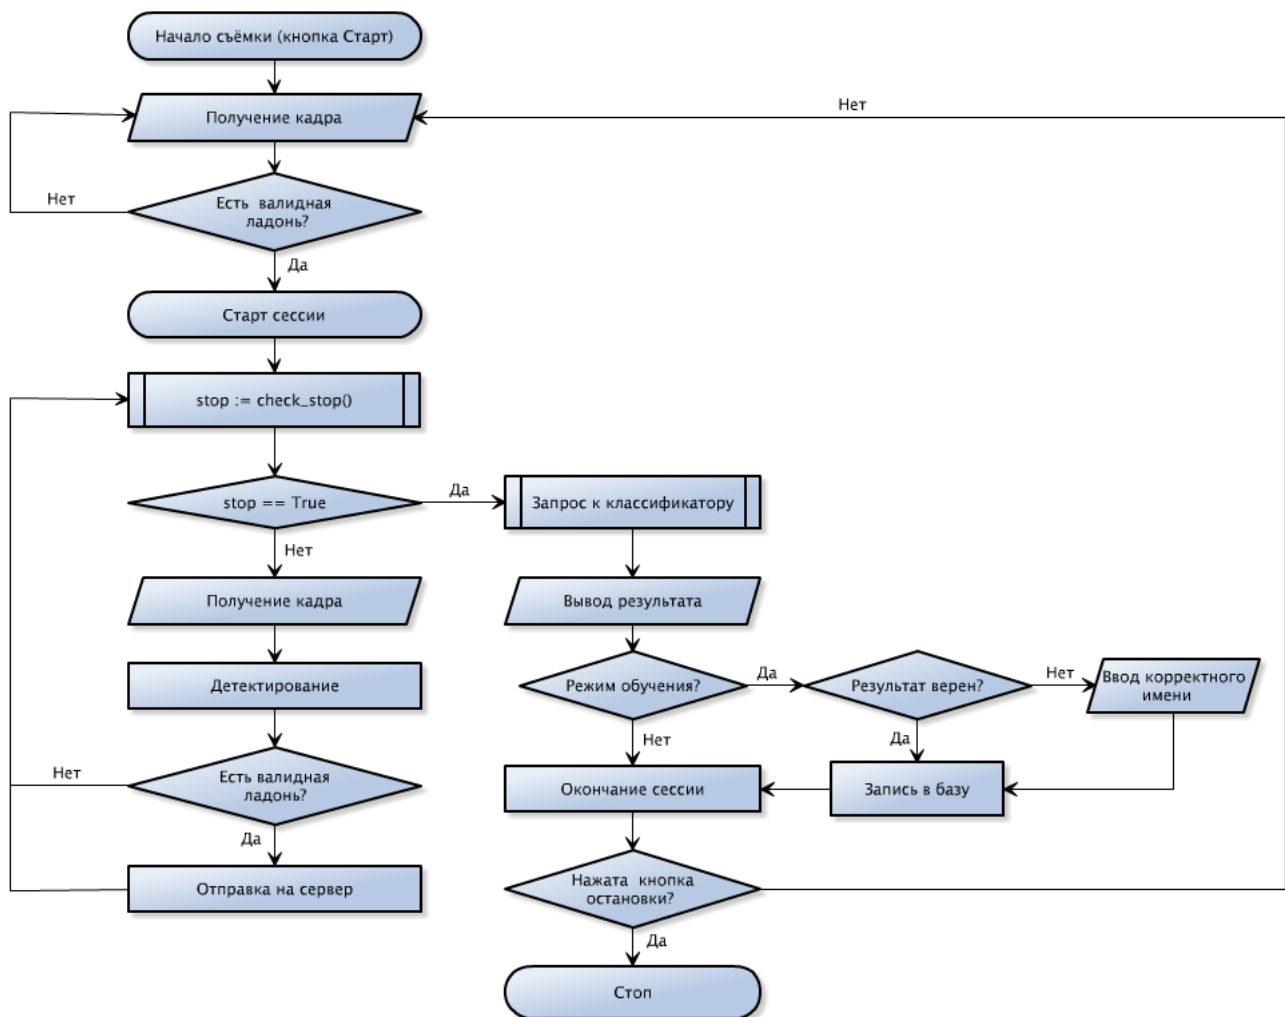 Начало съёмки (кнопка Старт)
Нет
Получение кадра
Нет
Есть валидная
ладонь?
Да
Старт сессии
stop := check_stop()
stop == True
Да
Запрос к классификатору
Нет
Получение кадра
Вывод результата
Детектирование
Режим обучения?
Да
Результат верен?
Нет
Ввод корректного
имени
Нет
Да
Нет
Есть валидная
ладонь?
Окончание сессии
Запись в базу
Да
Отправка на сервер
Нажата кнопка
остановки?
Да
Стоп